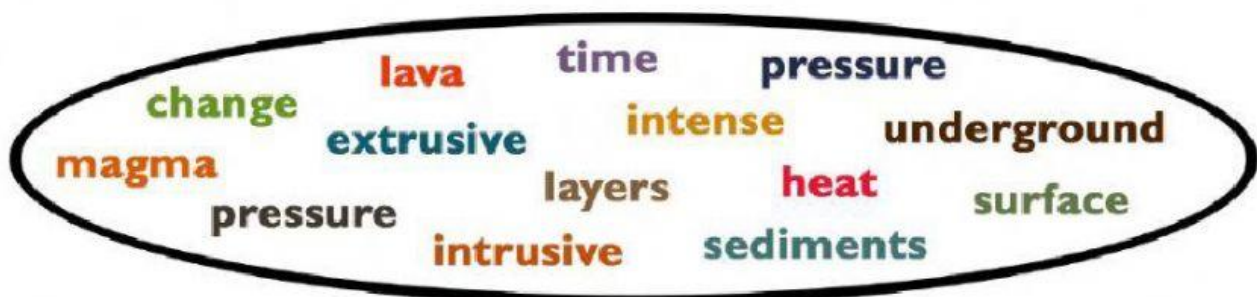 lava time pressure
change extrusive intense underground
magma layers heat surface
pressure intrusive sediments